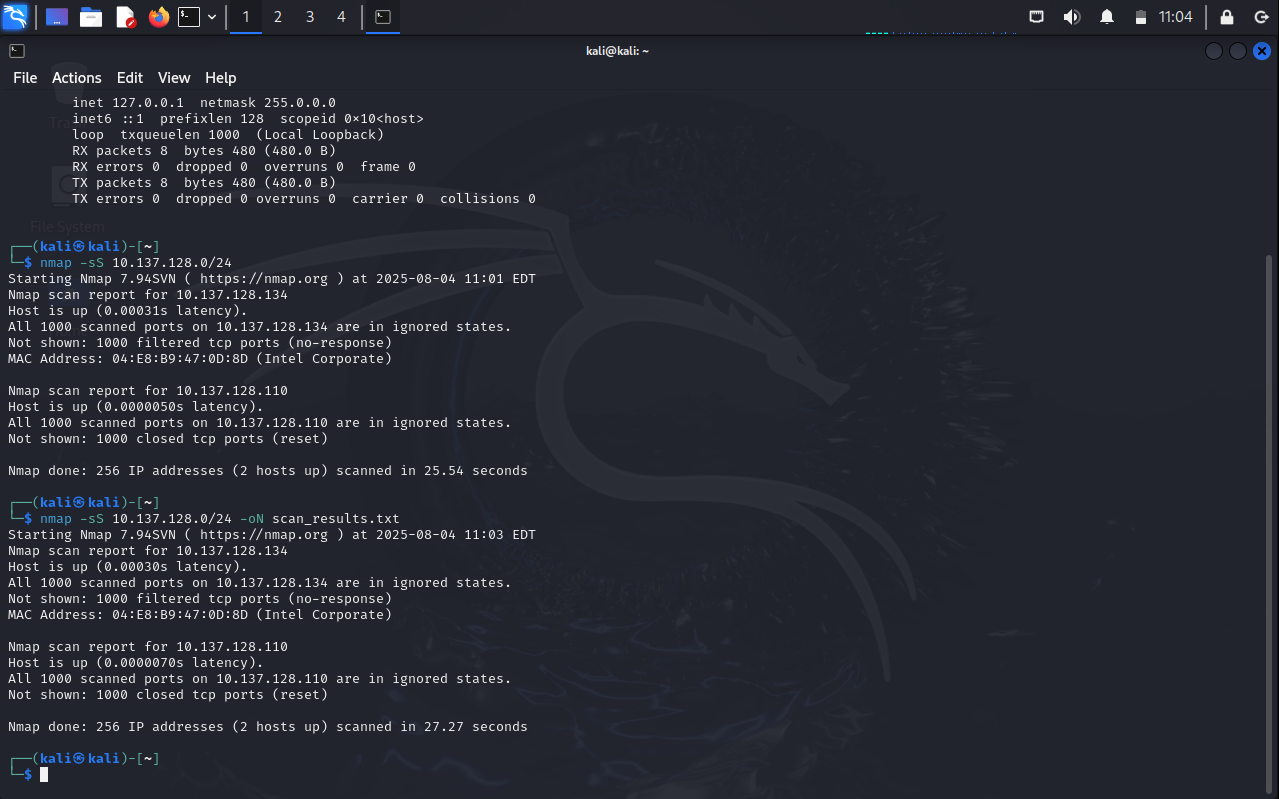 1 2 3 4 11:04
kali@kali: ~
File Actions Edit View Help
inet 127.0.0.1 netmask 255.0.0.0
inet6 ::1 prefixlen 128 scopeid 0×10<host>
loop txqueuelen 1000 (Local Loopback)
RX packets 8 bytes 480 (480.0 B)
RX errors 0 dropped 0 overruns 0 frame 0
TX packets 8 bytes 480 (480.0 B)
TX errors 0 dropped 0 overruns 0 carrier 0 collisions 0
File System
┌──(kali㉿kali)-[~]
└─$ nmap -sS 10.137.128.0/24
Starting Nmap 7.94SVN ( https://nmap.org ) at 2025-08-04 11:01 EDT
Nmap scan report for 10.137.128.134
Host is up (0.00031s latency).
All 1000 scanned ports on 10.137.128.134 are in ignored states.
Not shown: 1000 filtered tcp ports (no-response)
MAC Address: 04:E8:B9:47:0D:8D (Intel Corporate)
Nmap scan report for 10.137.128.110
Host is up (0.0000050s latency).
All 1000 scanned ports on 10.137.128.110 are in ignored states.
Not shown: 1000 closed tcp ports (reset)
Nmap done: 256 IP addresses (2 hosts up) scanned in 25.54 seconds
┌──(kali㉿kali)-[~]
└─$ nmap -sS 10.137.128.0/24 -oN scan_results.txt
Starting Nmap 7.94SVN ( https://nmap.org ) at 2025-08-04 11:03 EDT
Nmap scan report for 10.137.128.134
Host is up (0.00030s latency).
All 1000 scanned ports on 10.137.128.134 are in ignored states.
Not shown: 1000 filtered tcp ports (no-response)
MAC Address: 04:E8:B9:47:0D:8D (Intel Corporate)
Nmap scan report for 10.137.128.110
Host is up (0.0000070s latency).
All 1000 scanned ports on 10.137.128.110 are in ignored states.
Not shown: 1000 closed tcp ports (reset)
Nmap done: 256 IP addresses (2 hosts up) scanned in 27.27 seconds
┌──(kali㉿kali)-[~]
└─$